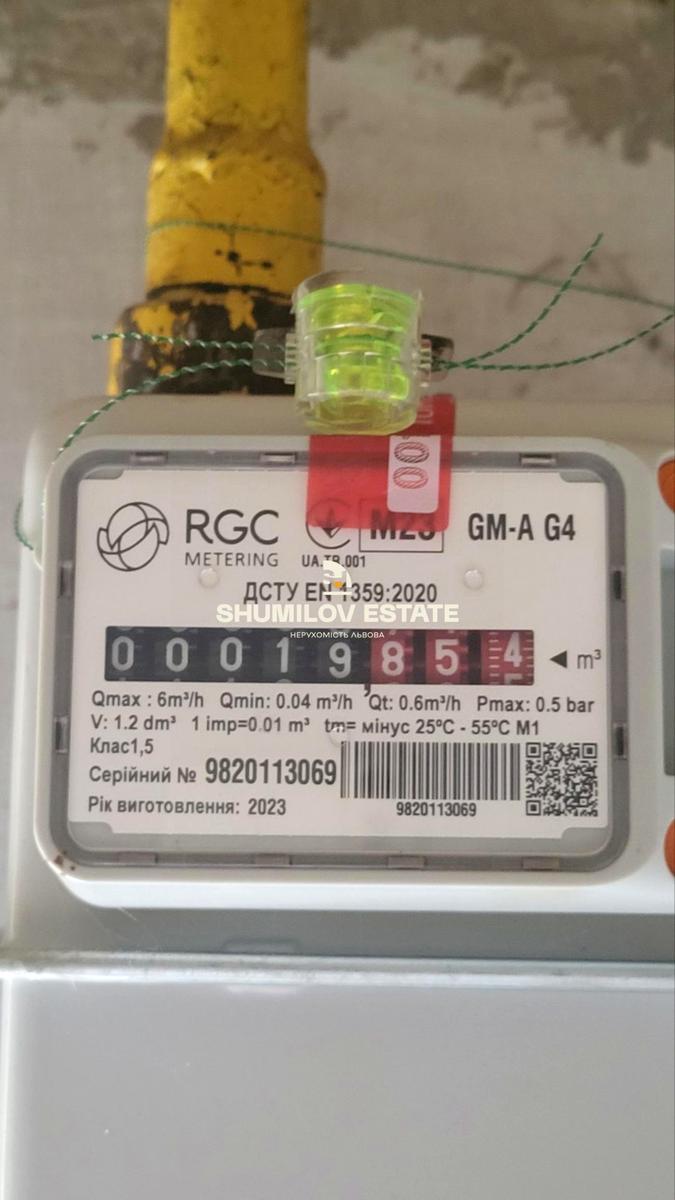 00
RGC
METERING
UA.TR.001
M23
GM-A G4
ДСТУ EN 1359:2020
SHUMILOV ESTATE
НЕРУХОМІСТЬ ЛЬВОВА
0 0 0 1 9 , 8 5 4 m³
Qmax : 6m³/h Qmin: 0.04 m³/h Qt: 0.6m³/h Pmax: 0.5 bar
V: 1.2 dm³ 1 imp=0.01 m³ tm= мінус 25ºC - 55ºC M1
Клас1,5
Серійний № 9820113069
9820113069
Рік виготовлення: 2023